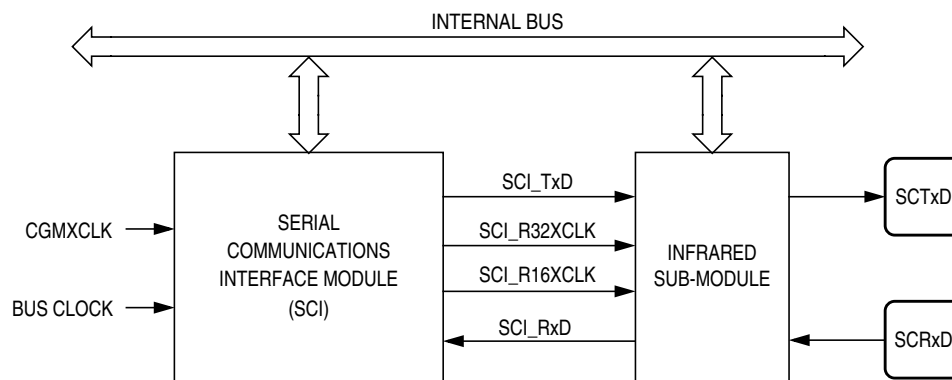 INTERNAL BUS
SCI_TxD
SCTxD
SERIAL
COMMUNICATIONS
INTERFACE MODULE
(SCI)
CGMXCLK
SCI_R32XCLK
INFRARED
SUB-MODULE
SCI_R16XCLK
BUS CLOCK
SCI_RxD
SCRxD